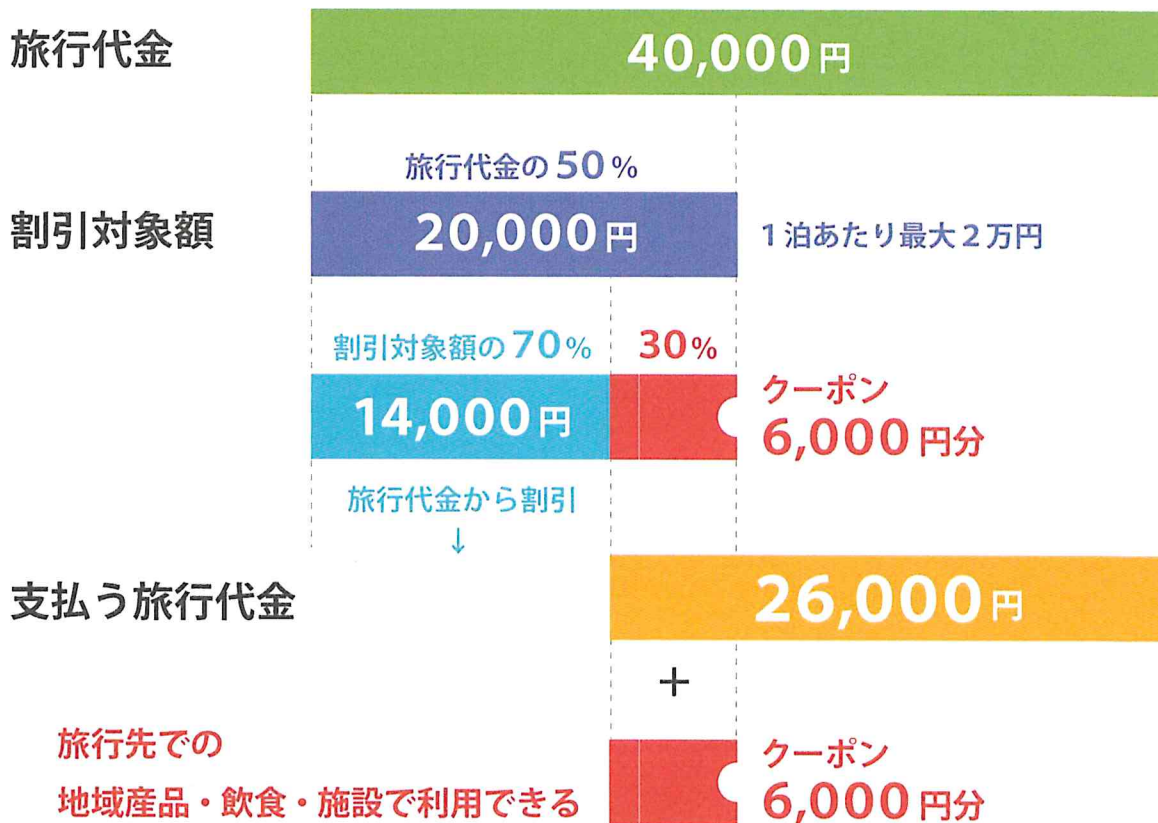 旅行代金
40,000円
旅行代金の50%
割引対象額
20,000円
1泊あたり最大2万円
割引対象額の70%
30%
14,000円
クーポン
6,000円分
旅行代金から割引
↓
支払う旅行代金
26,000円
+
旅行先での
地域産品・飲食・施設で利用できる
クーポン
6,000円分